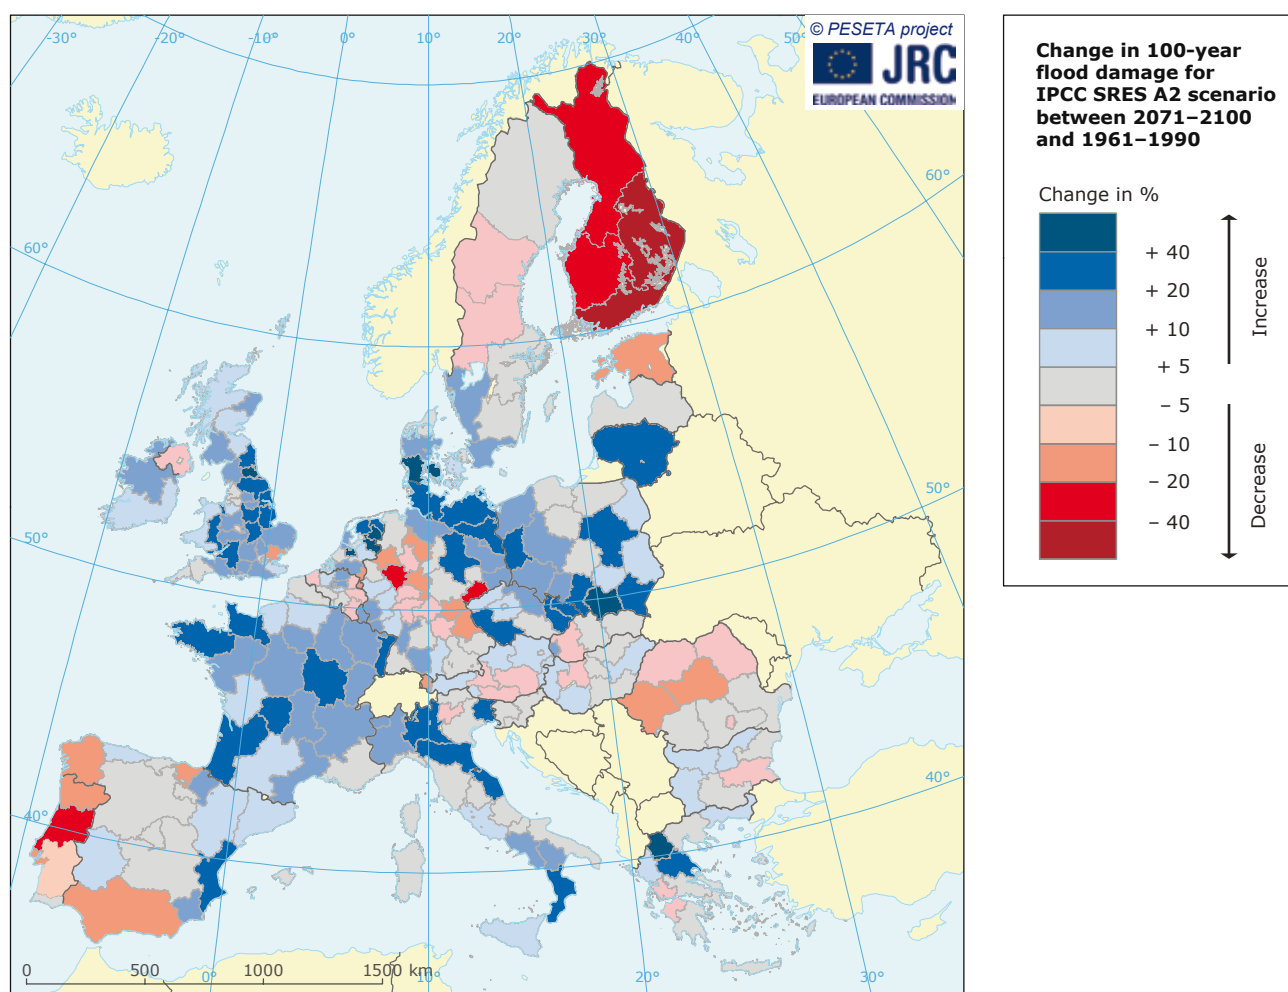 -30°
-20°
-10°
0°
10°
20°
30°
40°
50°
© PESETA project
JRC
EUROPEAN COMMISSION
60°
60°
50°
50°
40°
40°
0
500
1000
1500 km
0°
10°
20°
30°
Change in 100-year
flood damage for
IPCC SRES A2 scenario
between 2071–2100
and 1961–1990
Change in %
+ 40
+ 20
+ 10
+ 5
– 5
– 10
– 20
– 40
Increase
Decrease